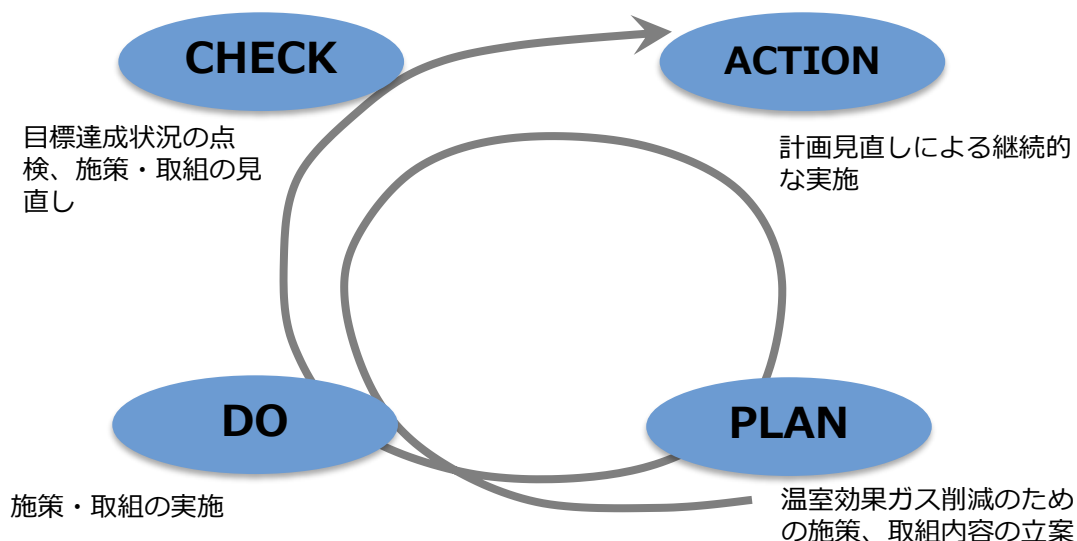 CHECK
目標達成状況の点
検、施策・取組の見
直し
ACTION
計画見直しによる継続的
な実施
DO
施策・取組の実施
PLAN
温室効果ガス削減のため
の施策、取組内容の立案